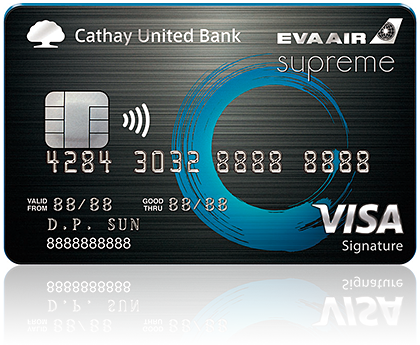 Cathay United Bank
EVA AIR
supreme
4284 3032 8888 8888
VALID FROM 88/88 GOOD THRU 88/88
D.P. SUN
8888888888
VISA
Signature